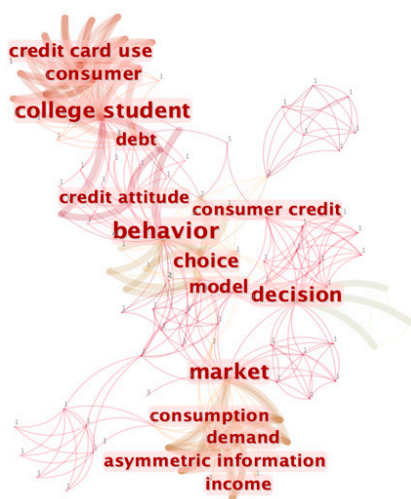 credit card use
consumer
college student
debt
credit attitude
consumer credit
behavior
choice
model
decision
market
consumption
demand
asymmetric information
income